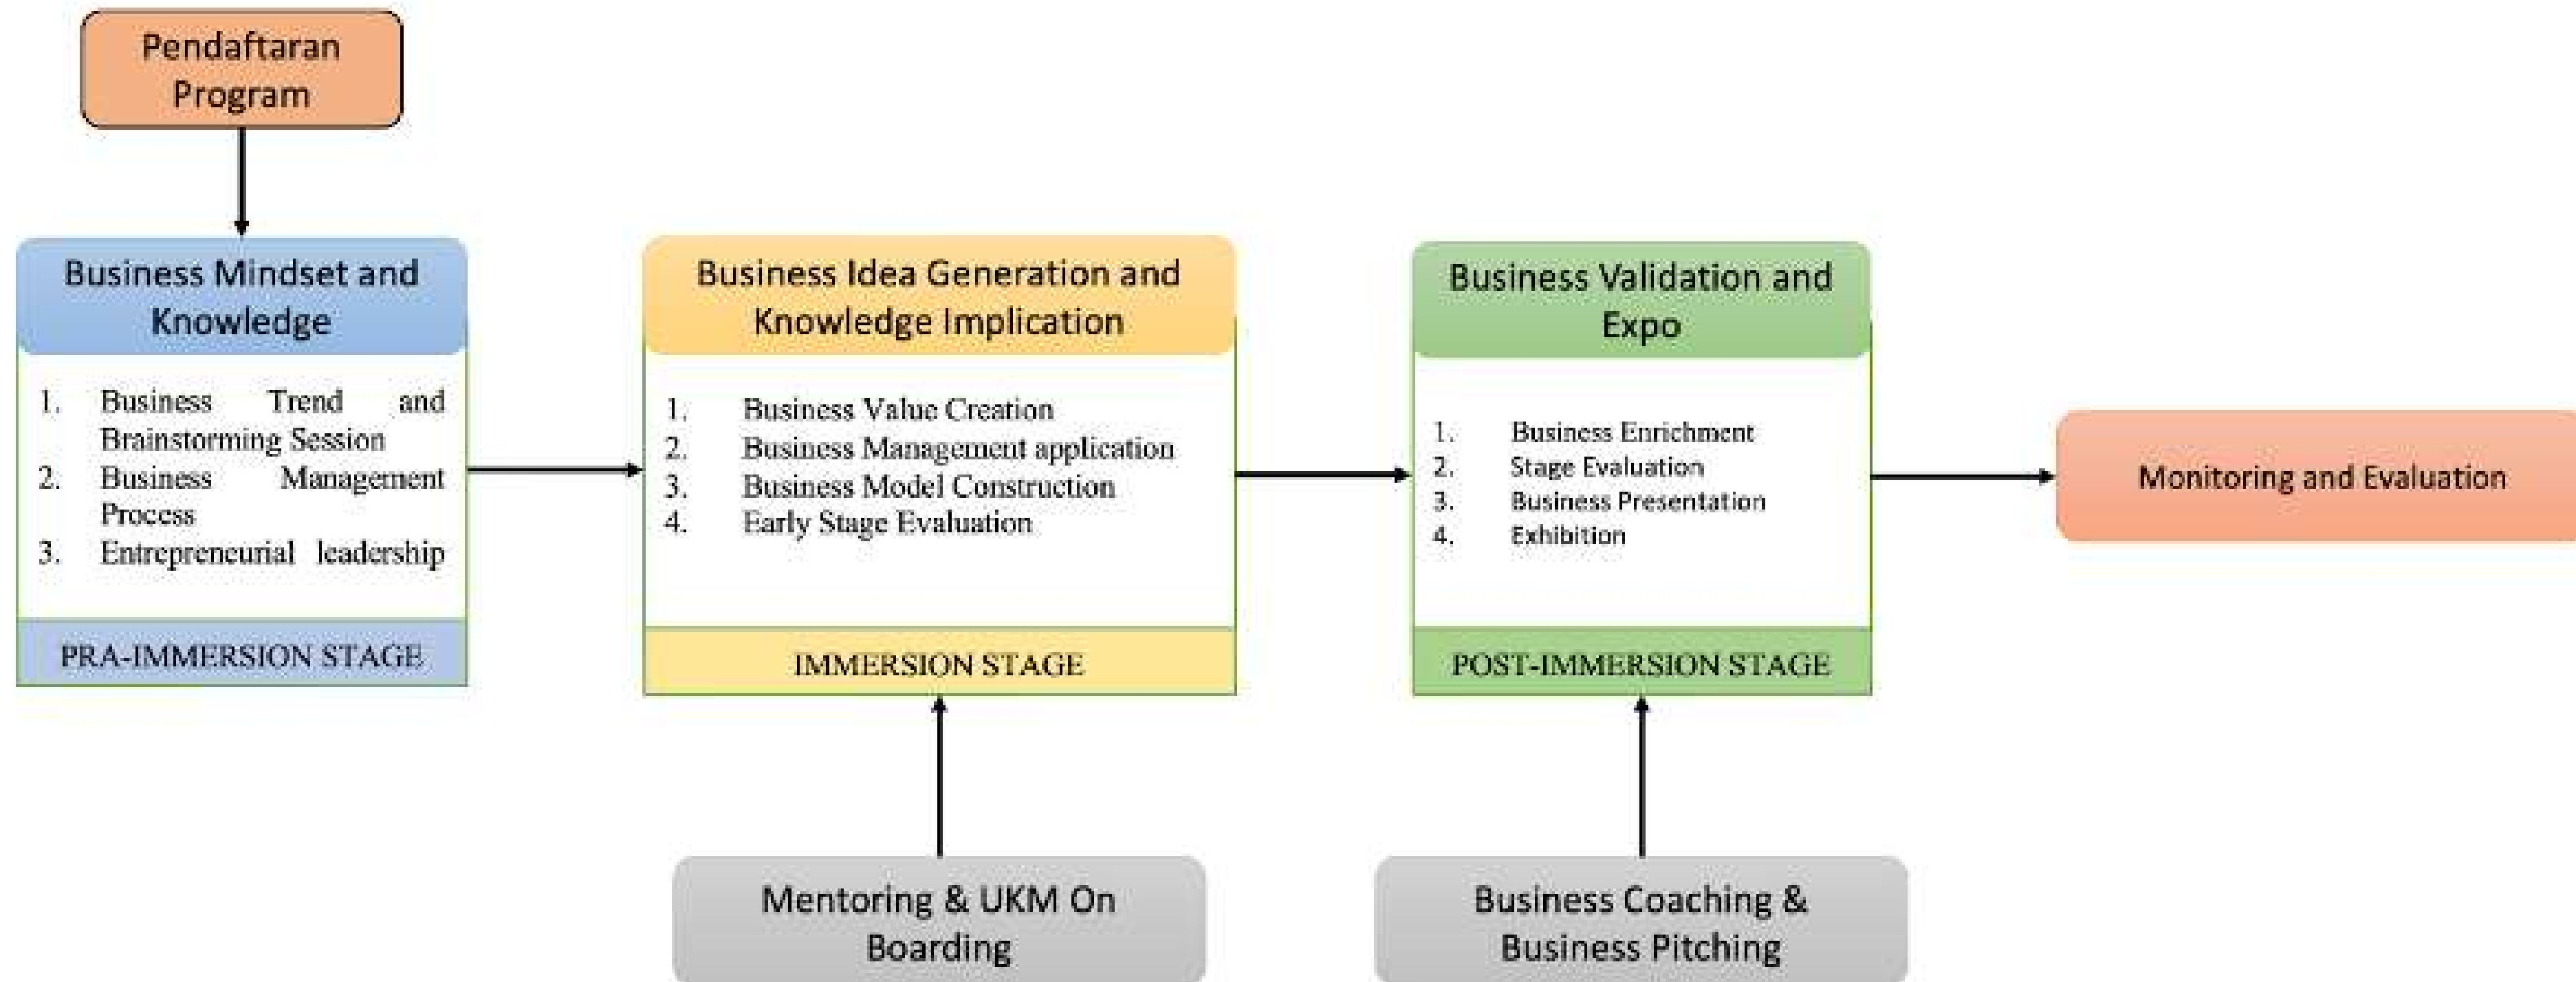 Pendaftaran
Program
Business Mindset and
Knowledge
1. Business Trend and
Brainstorming Session
2. Business Management
Process
3. Entrepreneurial leadership
PRA-IMMERSION STAGE
Business Idea Generation and
Knowledge Implication
1. Business Value Creation
2. Business Management application
3. Business Model Construction
4. Early Stage Evaluation
IMMERSION STAGE
Business Validation and
Expo
1. Business Enrichment
2. Stage Evaluation
3. Business Presentation
4. Exhibition
POST-IMMERSION STAGE
Monitoring and Evaluation
Mentoring & UKM On
Boarding
Business Coaching &
Business Pitching